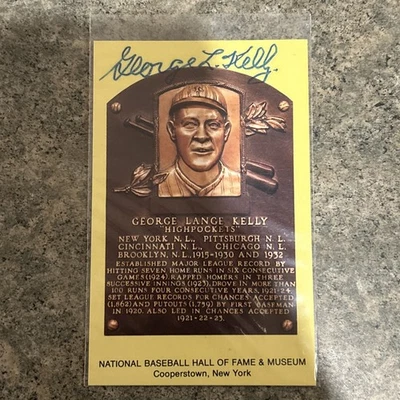 George L. Kelly
GEORGE LANGE KELLY
"HIGHPOCKETS"
NEW YORK N. L., PITTSBURGH N. L.
CINCINNATI N. L., CHICAGO N. L.
BROOKLYN, N. L., 1915-1930 AND 1932
ESTABLISHED MAJOR LEAGUE RECORD BY
HITTING SEVEN HOME RUNS IN SIX CONSECUTIVE
GAMES (1924). RAPPED HOMERS IN THREE
SUCCESSIVE INNINGS (1923), DROVE IN MORE THAN
100 RUNS FOUR CONSECUTIVE YEARS, 1921-24.
SET LEAGUE RECORDS FOR CHANCES ACCEPTED
(1,862) AND PUTOUTS (1,759) BY FIRST BASEMAN
IN 1920. ALSO LED IN CHANCES ACCEPTED
1921-22-23.
NATIONAL BASEBALL HALL OF FAME & MUSEUM
Cooperstown, New York